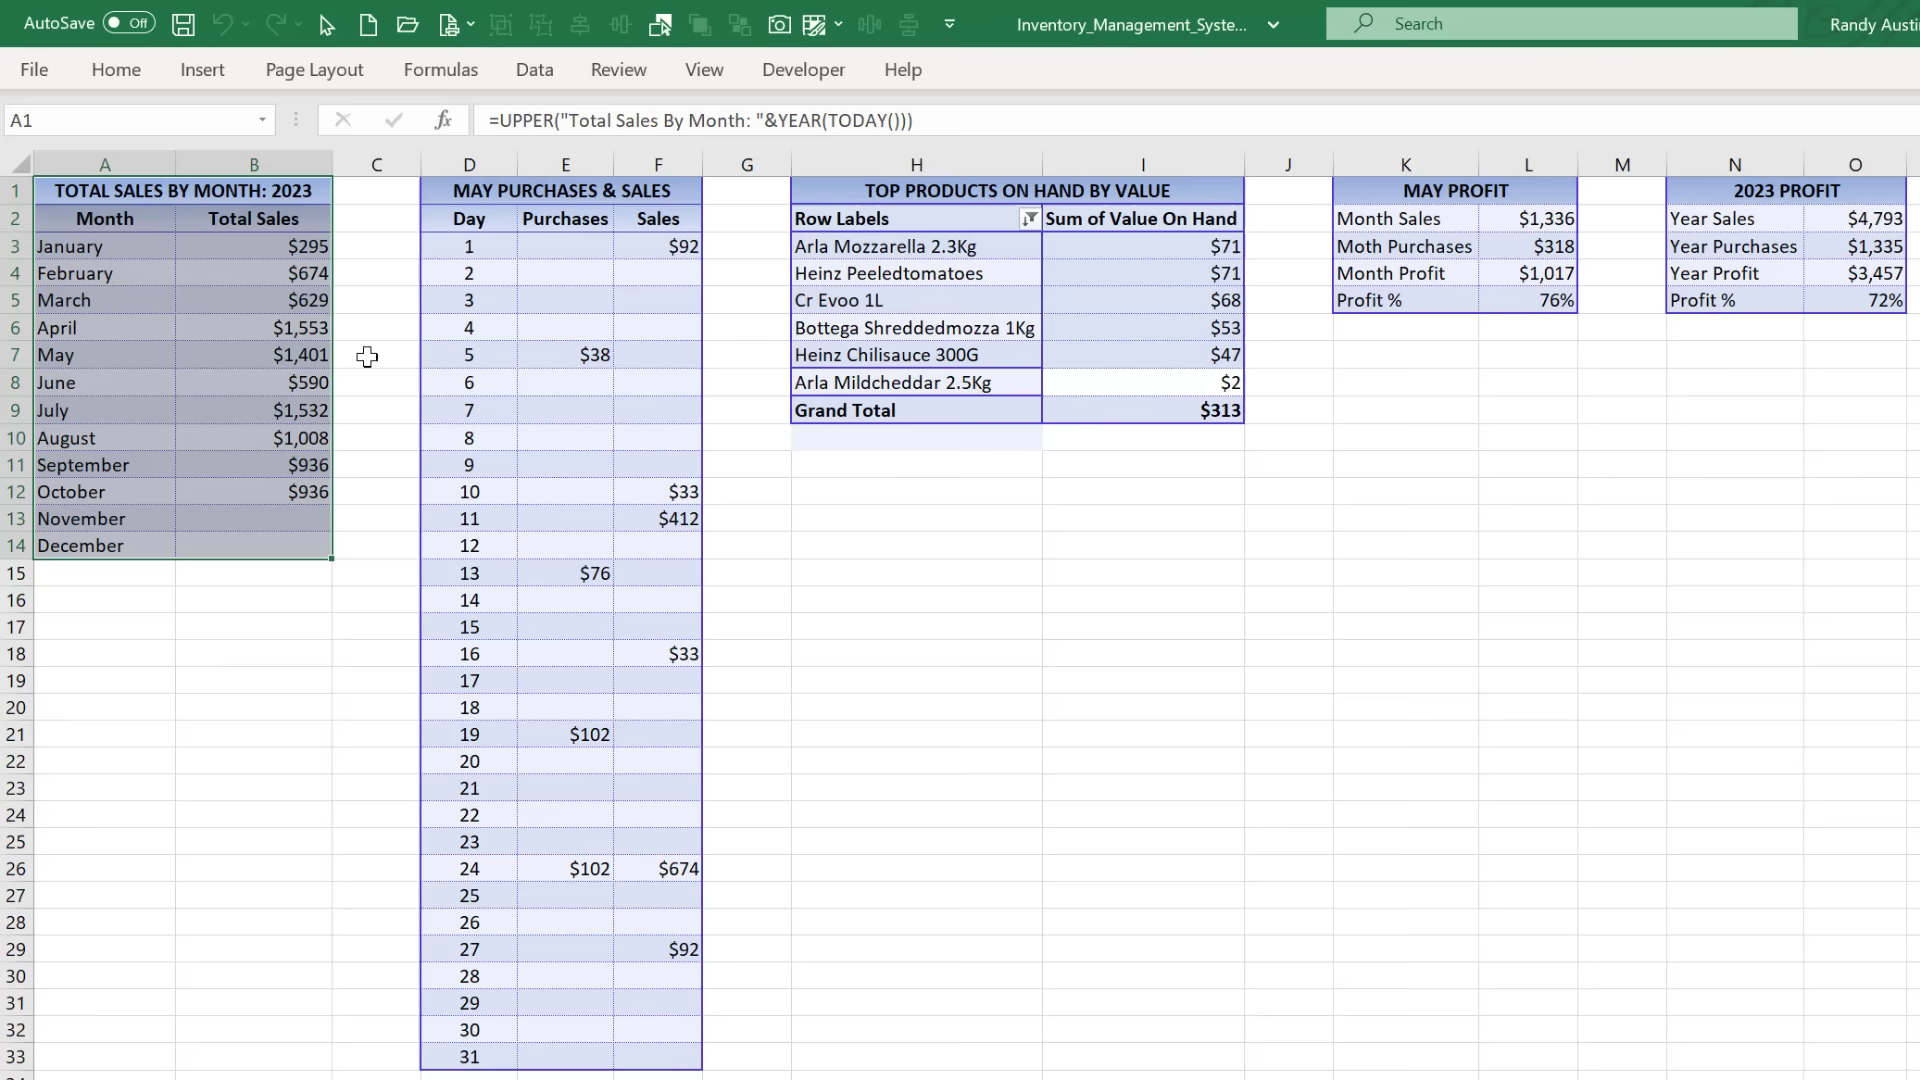 AutoSave Off Inventory_Management_Syste... Search Randy Austi
File Home Insert Page Layout Formulas Data Review View Developer Help
A1 fx =UPPER("Total Sales By Month: "&YEAR(TODAY()))
A B C D E F G H I J K L M N O
1 TOTAL SALES BY MONTH: 2023 MAY PURCHASES & SALES TOP PRODUCTS ON HAND BY VALUE MAY PROFIT 2023 PROFIT
2 Month Total Sales Day Purchases Sales Row Labels Sum of Value On Hand Month Sales $1,336 Year Sales $4,793
3 January $295 1 $92 Arla Mozzarella 2.3Kg $71 Moth Purchases $318 Year Purchases $1,335
4 February $674 2 Heinz Peeledtomatoes $71 Month Profit $1,017 Year Profit $3,457
5 March $629 3 Cr Evoo 1L $68 Profit % 76% Profit % 72%
6 April $1,553 4 Bottega Shreddedmozza 1Kg $53
7 May $1,401 5 $38 Heinz Chilisauce 300G $47
8 June $590 6 Arla Mildcheddar 2.5Kg $2
9 July $1,532 7 Grand Total $313
10 August $1,008 8
11 September $936 9
12 October $936 10 $33
13 November 11 $412
14 December 12
15 13 $76
16 14
17 15
18 16 $33
19 17
20 18
21 19 $102
22 20
23 21
24 22
25 23
26 24 $102 $674
27 25
28 26
29 27 $92
30 28
31 29
32 30
33 31